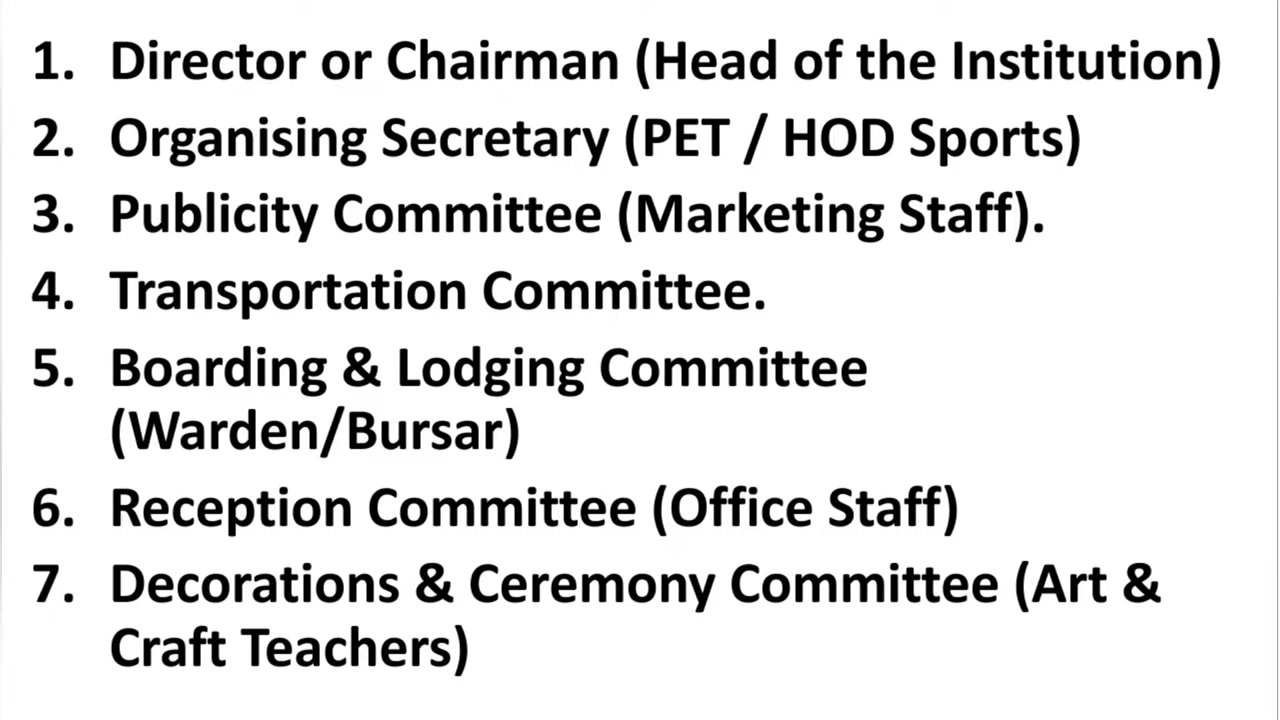 1. Director or Chairman (Head of the Institution)
2. Organising Secretary (PET / HOD Sports)
3. Publicity Committee (Marketing Staff).
4. Transportation Committee.
5. Boarding & Lodging Committee
(Warden/Bursar)
6. Reception Committee (Office Staff)
7. Decorations & Ceremony Committee (Art &
Craft Teachers)